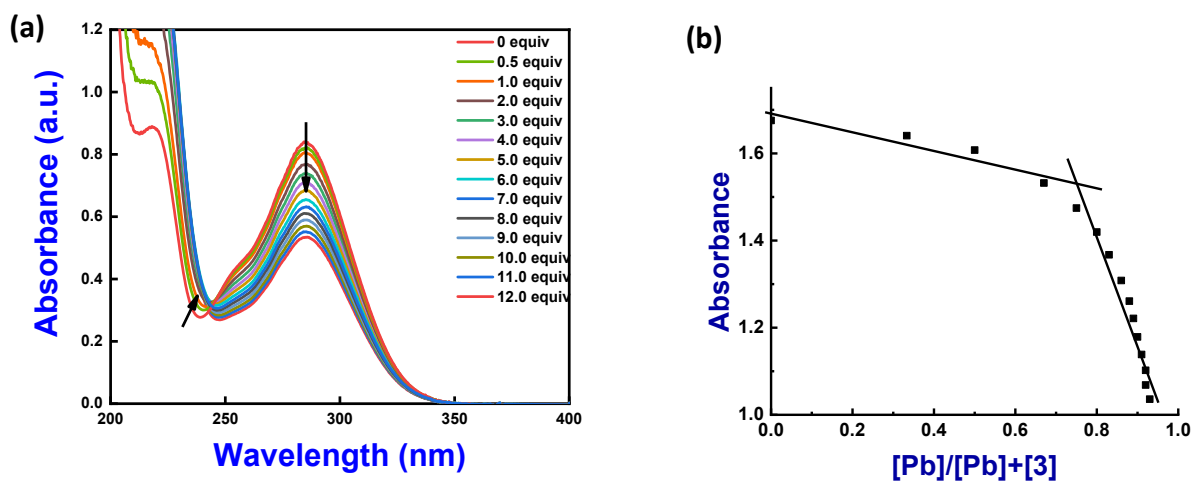 (a)
1.2
1.0
0.8
0.6
0.4
0.2
0.0
Absorbance (a.u.)
200
250
300
350
400
Wavelength (nm)
0 equiv
0.5 equiv
1.0 equiv
2.0 equiv
3.0 equiv
4.0 equiv
5.0 equiv
6.0 equiv
7.0 equiv
8.0 equiv
9.0 equiv
10.0 equiv
11.0 equiv
12.0 equiv
(b)
1.6
1.4
1.2
1.0
Absorbance
0.0
0.2
0.4
0.6
0.8
1.0
[Pb]/[Pb]+[3]